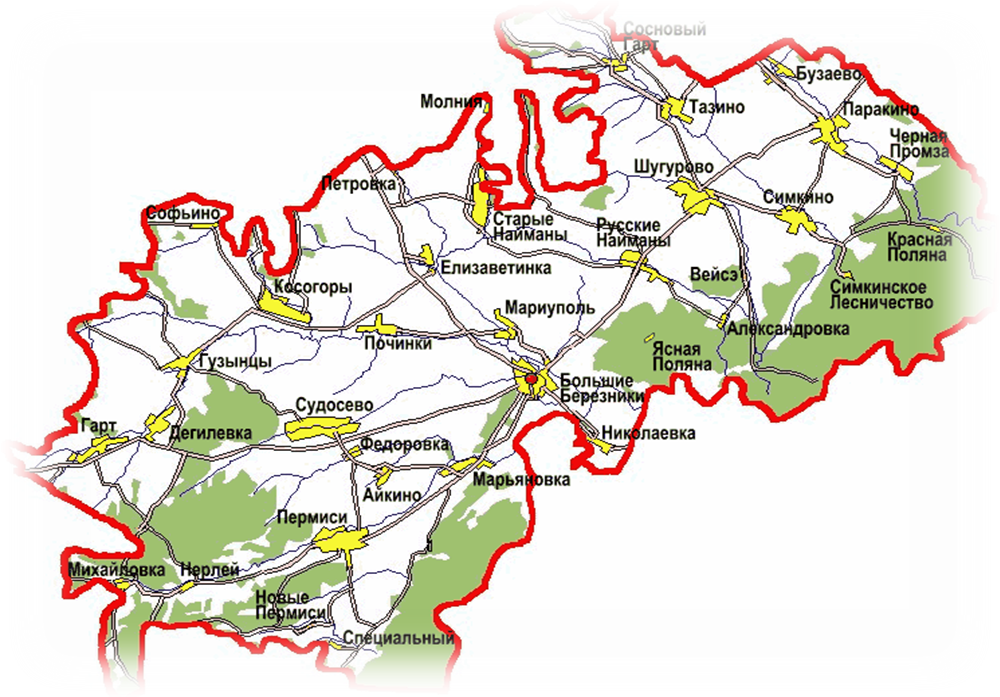 Сосновый
Гарт
Бузаево
Молния
Тазино
Паракино
Черная
Промза
Шугурово
Петровка
Симкино
Софьино
Старые
Найманы
Русские
Найманы
Красная
Поляна
Елизаветинка
Вейсэ
Косогоры
Симкинское
Лесничество
Мариуполь
Александровка
Починки
Ясная
Поляна
Гузынцы
Большие
Березники
Судосево
Гарт
Дегилевка
Федоровка
Николаевка
Айкино
Марьяновка
Пермиси
Михайловка
Нерлей
Новые
Пермиси
Специальный